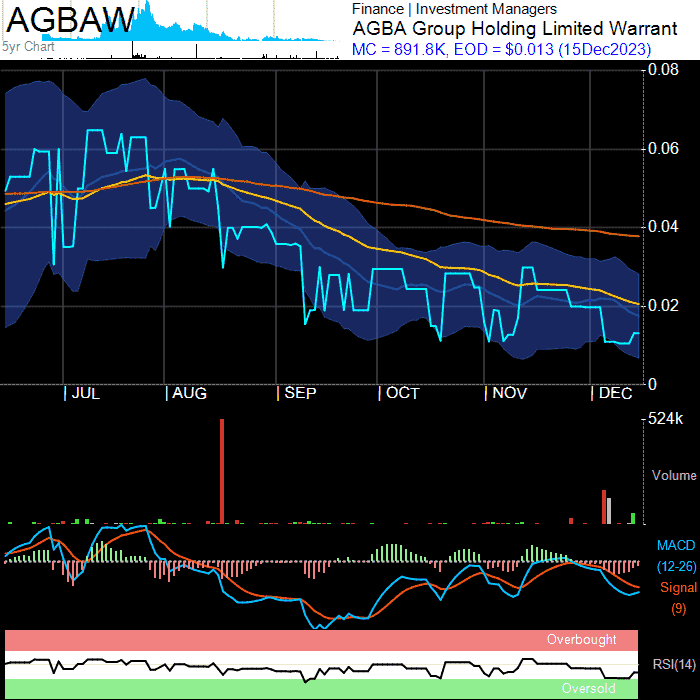 AGBAW
5yr Chart
Finance | Investment Managers
AGBA Group Holding Limited Warrant
MC = 891.8K, EOD = $0.013 (15Dec2023)
0.08
0.06
0.04
0.02
0
| JUL | AUG | SEP | OCT | NOV | DEC
524k
Volume
MACD
(12-26)
Signal
(9)
Overbought
RSI(14)
Oversold